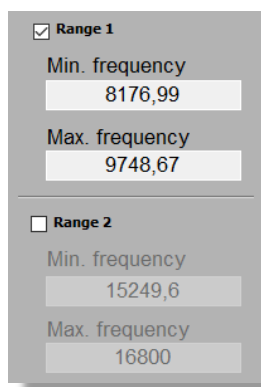 Range 1
Min. frequency
8176,99
Max. frequency
9748,67
Range 2
Min. frequency
15249,6
Max. frequency
16800